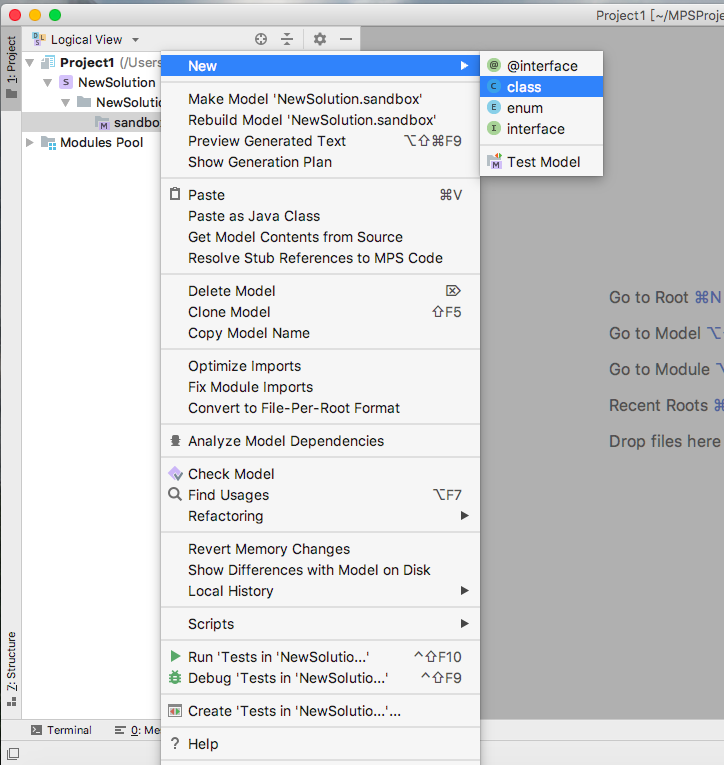 Project1 [~/MPSProje
1: Project
Logical View
Project1 (/Users
NewSolution
NewSolutio
sandbox
Modules Pool
New
Make Model 'NewSolution.sandbox'
Rebuild Model 'NewSolution.sandbox'
Preview Generated Text ⌥⇧⌘F9
Show Generation Plan
Paste ⌘V
Paste as Java Class
Get Model Contents from Source
Resolve Stub References to MPS Code
Delete Model ⌦
Clone Model ⇧F5
Copy Model Name
Optimize Imports
Fix Module Imports
Convert to File-Per-Root Format
Analyze Model Dependencies
Check Model
Find Usages ⌥F7
Refactoring
Revert Memory Changes
Show Differences with Model on Disk
Local History
Scripts
Run 'Tests in 'NewSolutio...' ^⇧F10
Debug 'Tests in 'NewSolutio...' ^⇧F9
Create 'Tests in 'NewSolutio...'...
? Help
@ @interface
C class
E enum
I interface
M Test Model
Go to Root ⌘N
Go to Model ⌥
Go to Module ⌥
Recent Roots ⌘
Drop files here
Z: Structure
Terminal
0: Me